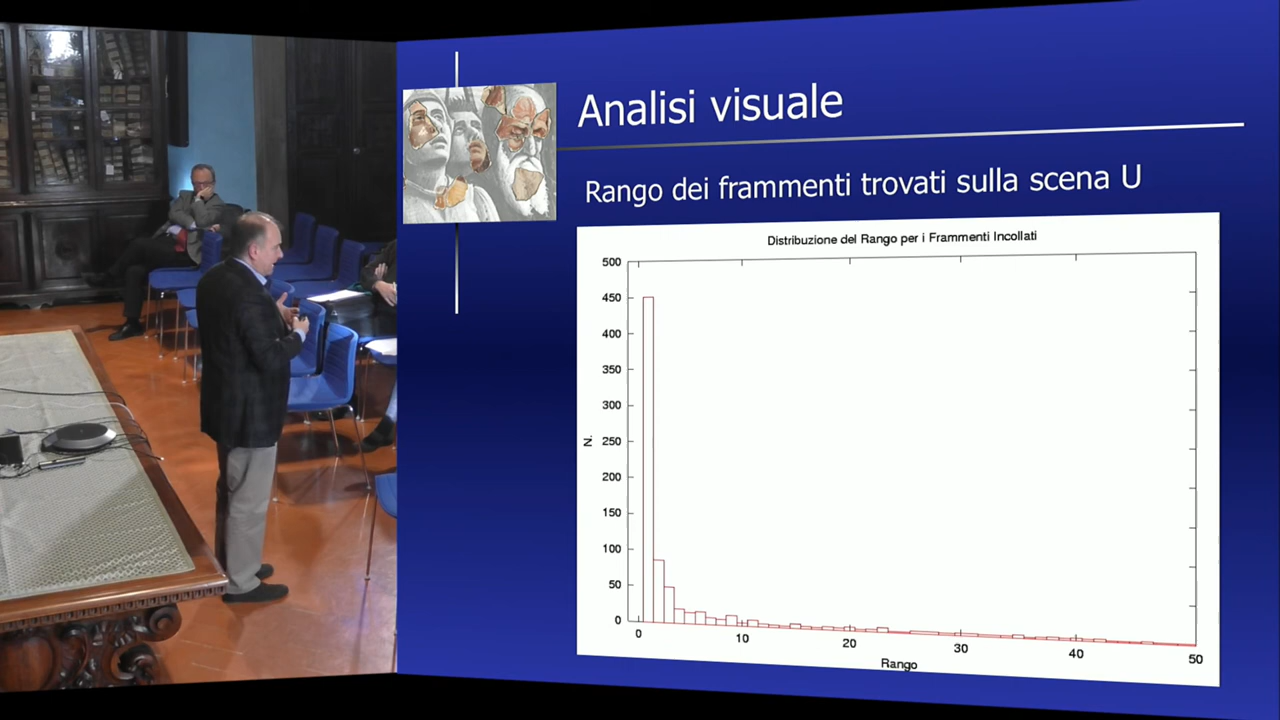 Analisi visuale
Rango dei frammenti trovati sulla scena U
Distribuzione del Rango per i Frammenti Incollati
500
450
400
350
300
250
200
150
100
50
0
N.
0 10 20 30 40 50
Rango